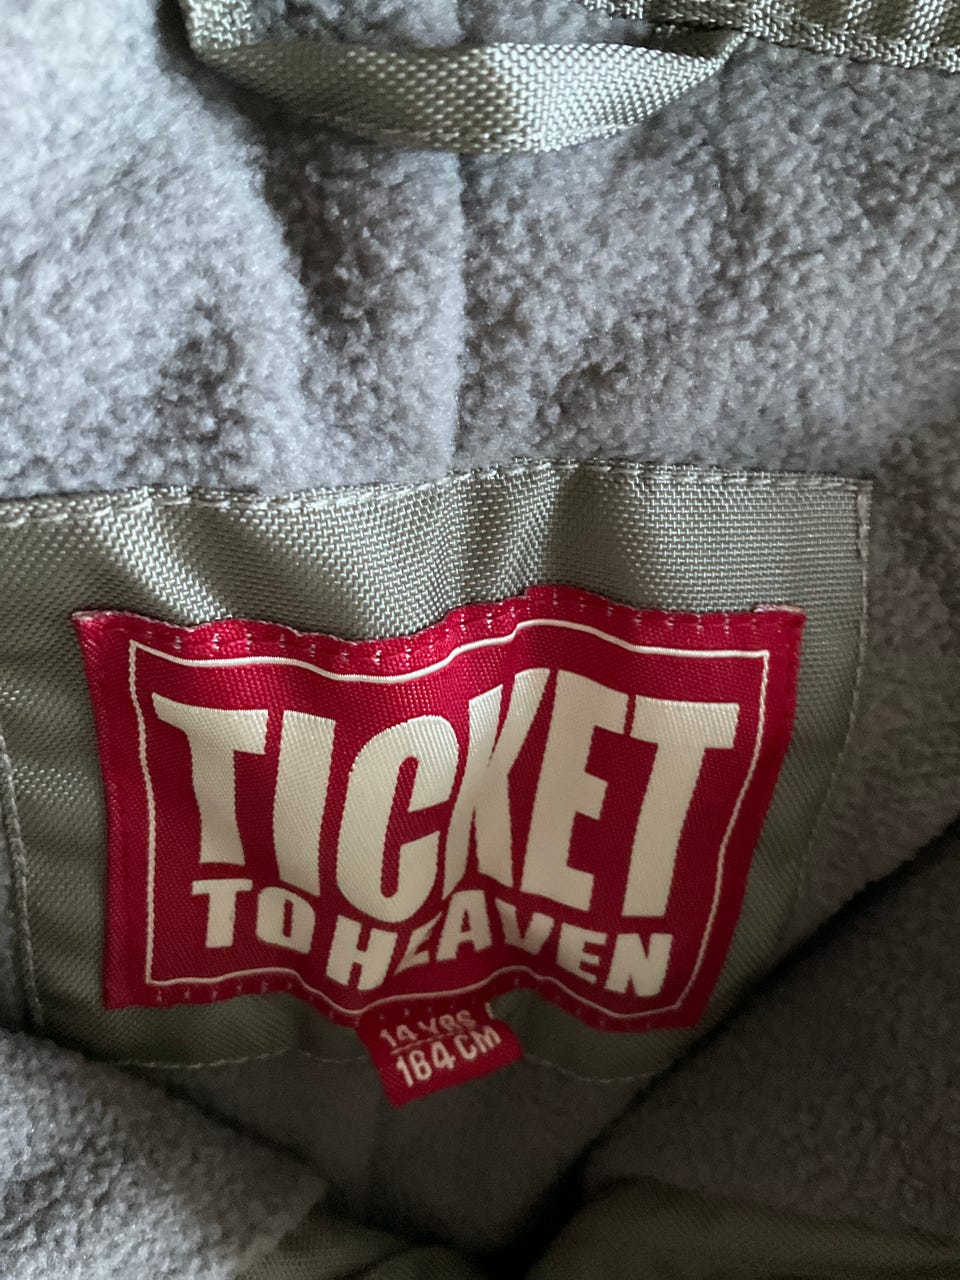 TICKET
TO HEAVEN
14 YRS
164 CM